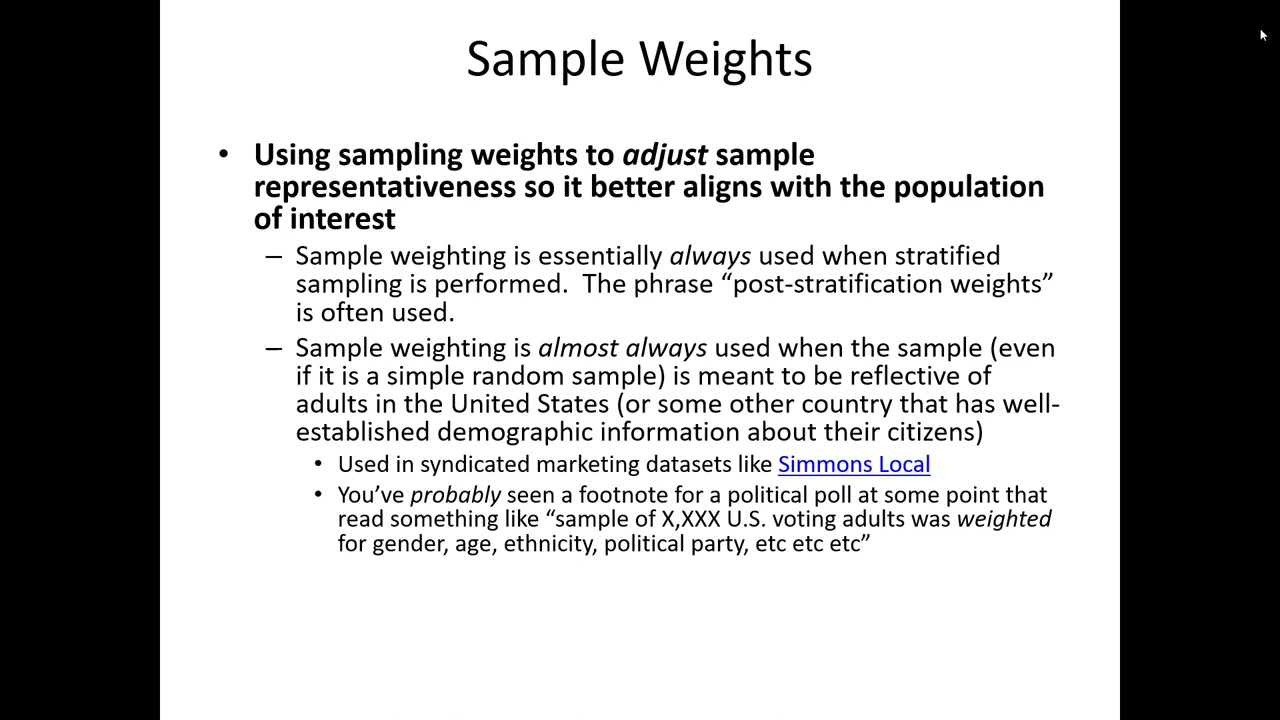 Sample Weights
• Using sampling weights to adjust sample
representativeness so it better aligns with the population
of interest
– Sample weighting is essentially always used when stratified
sampling is performed.  The phrase “post-stratification weights”
is often used.
– Sample weighting is almost always used when the sample (even
if it is a simple random sample) is meant to be reflective of
adults in the United States (or some other country that has well-
established demographic information about their citizens)
• Used in syndicated marketing datasets like Simmons Local
• You’ve probably seen a footnote for a political poll at some point that
read something like “sample of X,XXX U.S. voting adults was weighted
for gender, age, ethnicity, political party, etc etc etc”